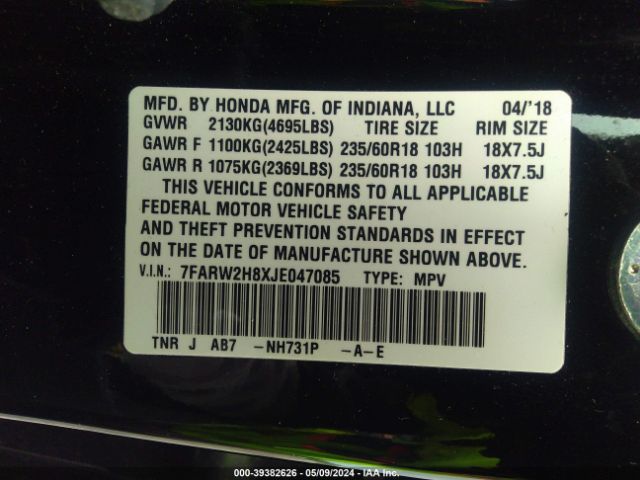 MFD. BY HONDA MFG. OF INDIANA, LLC 04/'18
GVWR 2130KG(4695LBS) TIRE SIZE RIM SIZE
GAWR F 1100KG(2425LBS) 235/60R18 103H 18X7.5J
GAWR R 1075KG(2369LBS) 235/60R18 103H 18X7.5J
THIS VEHICLE CONFORMS TO ALL APPLICABLE
FEDERAL MOTOR VEHICLE SAFETY
AND THEFT PREVENTION STANDARDS IN EFFECT
ON THE DATE OF MANUFACTURE SHOWN ABOVE.
V.I.N.: 7FARW2H8XJE047085 TYPE: MPV
TNR J AB7 -NH731P -A-E
000-39382626 - 05/09/2024 - IAA Inc.